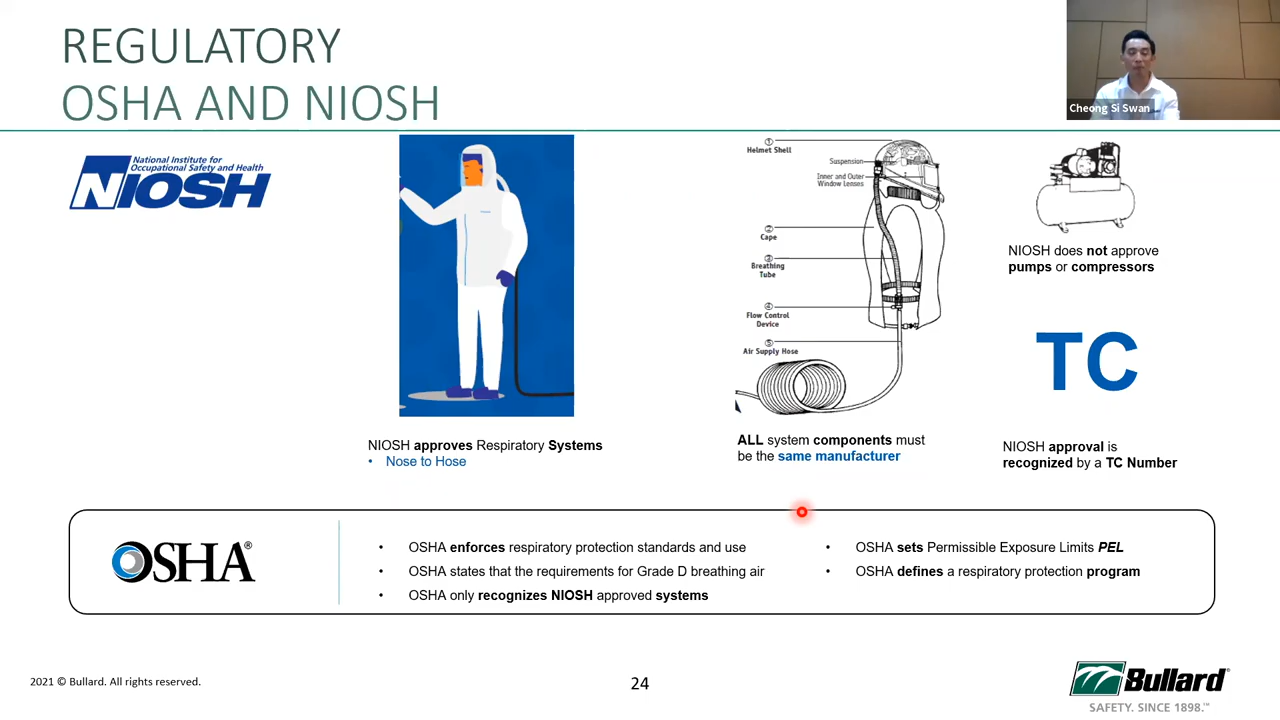 REGULATORY
OSHA AND NIOSH
Cheong Si Swan
National Institute for
Occupational Safety and Health
NIOSH
NIOSH approves Respiratory Systems
• Nose to Hose
① Helmet Shell
Suspension
Inner and Outer
Window Lenses
② Cape
③ Breathing
Tube
④ Flow Control
Device
⑤ Air Supply Hose
ALL system components must
be the same manufacturer
NIOSH does not approve
pumps or compressors
TC
NIOSH approval is
recognized by a TC Number
OSHA®
• OSHA enforces respiratory protection standards and use
• OSHA states that the requirements for Grade D breathing air
• OSHA only recognizes NIOSH approved systems
• OSHA sets Permissible Exposure Limits PEL
• OSHA defines a respiratory protection program
2021 © Bullard. All rights reserved.
24
Bullard®
SAFETY. SINCE 1898.™